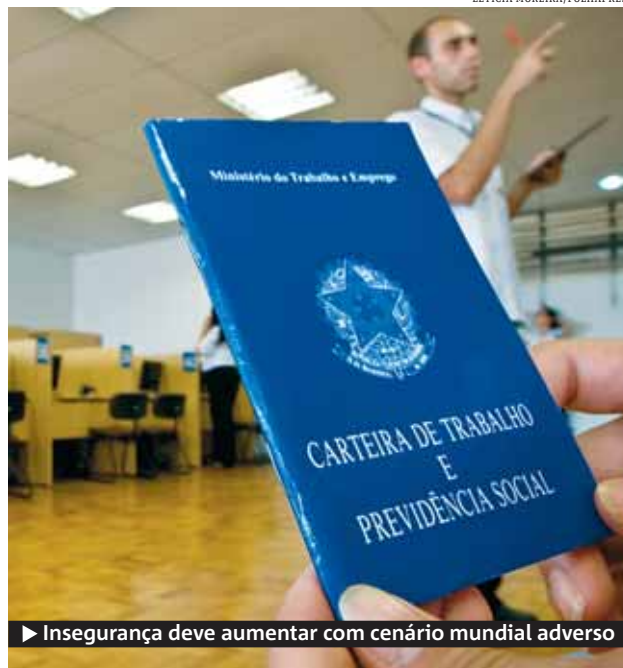 Ministério do Trabalho e Emprego
CARTEIRA DE TRABALHO
E
PREVIDÊNCIA SOCIAL
▶ Insegurança deve aumentar com cenário mundial adverso